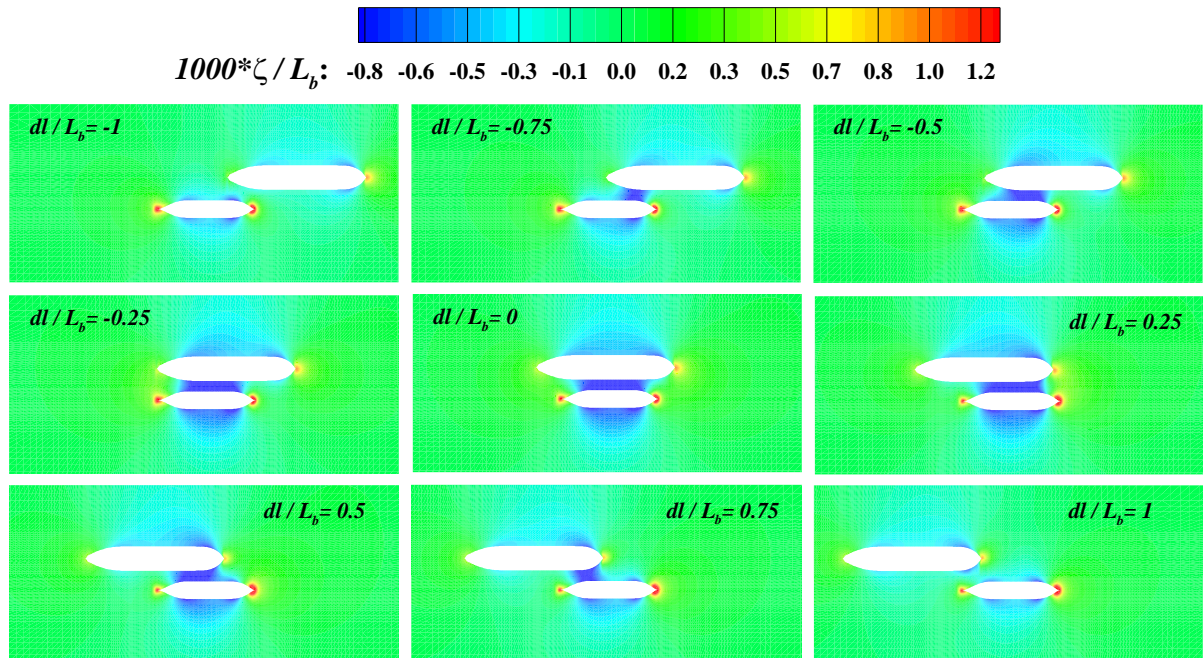 1000*ζ/L_b: -0.8 -0.6 -0.5 -0.3 -0.1 0.0 0.2 0.3 0.5 0.7 0.8 1.0 1.2
dl/L_b= -1
dl/L_b= -0.75
dl/L_b= -0.5
dl/L_b= -0.25
dl/L_b= 0
dl/L_b= 0.25
dl/L_b= 0.5
dl/L_b= 0.75
dl/L_b= 1